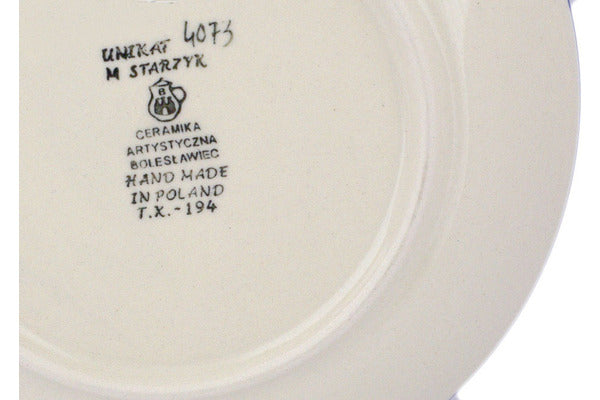 UNIKAT 4073
M STARZYK
B
CERAMIKA
ARTYSTYCZNA
BOLESŁAWIEC
HAND MADE
IN POLAND
T.X.-194